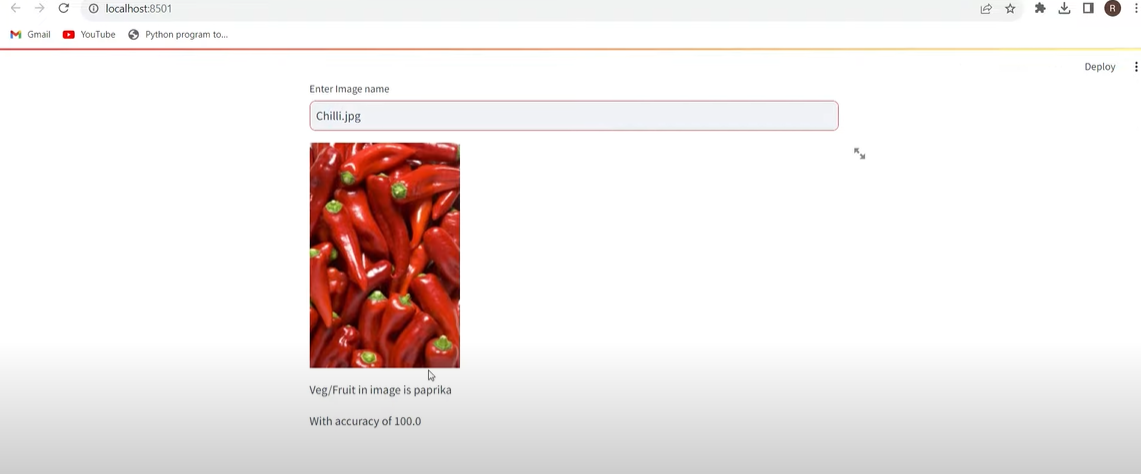 localhost:8501
R
Gmail YouTube Python program to...
Deploy
Enter Image name
Chilli.jpg
Veg/Fruit in image is paprika
With accuracy of 100.0